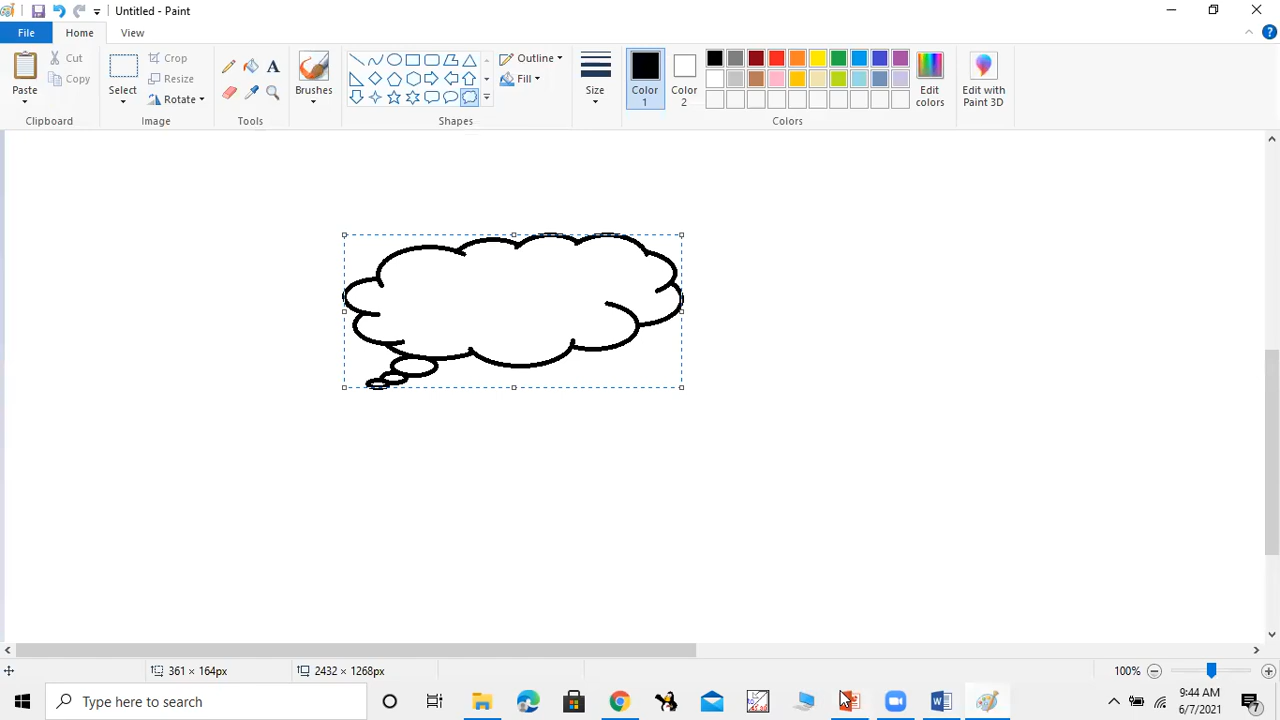 Untitled - Paint
File
Home
View
Paste
Cut
Copy
Clipboard
Select
Crop
Resize
Rotate
Image
A
Tools
Brushes
Outline
Fill
Shapes
Size
Color 1
Color 2
Edit colors
Colors
Edit with Paint 3D
361 × 164px
2432 × 1268px
100%
Type here to search
9:44 AM
6/7/2021
7